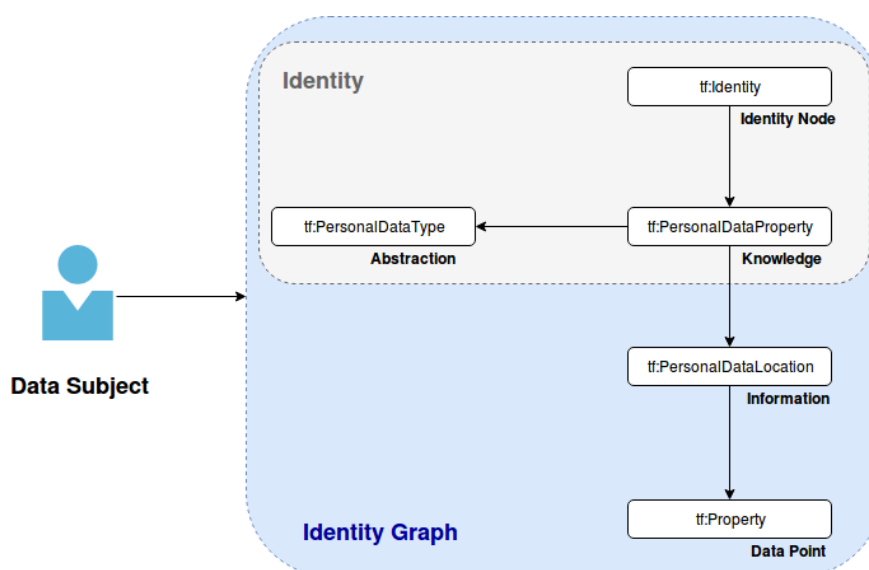 Identity
tf:Identity
Identity Node
tf:PersonalDataType
Abstraction
tf:PersonalDataProperty
Knowledge
Data Subject
tf:PersonalDataLocation
Information
Identity Graph
tf:Property
Data Point